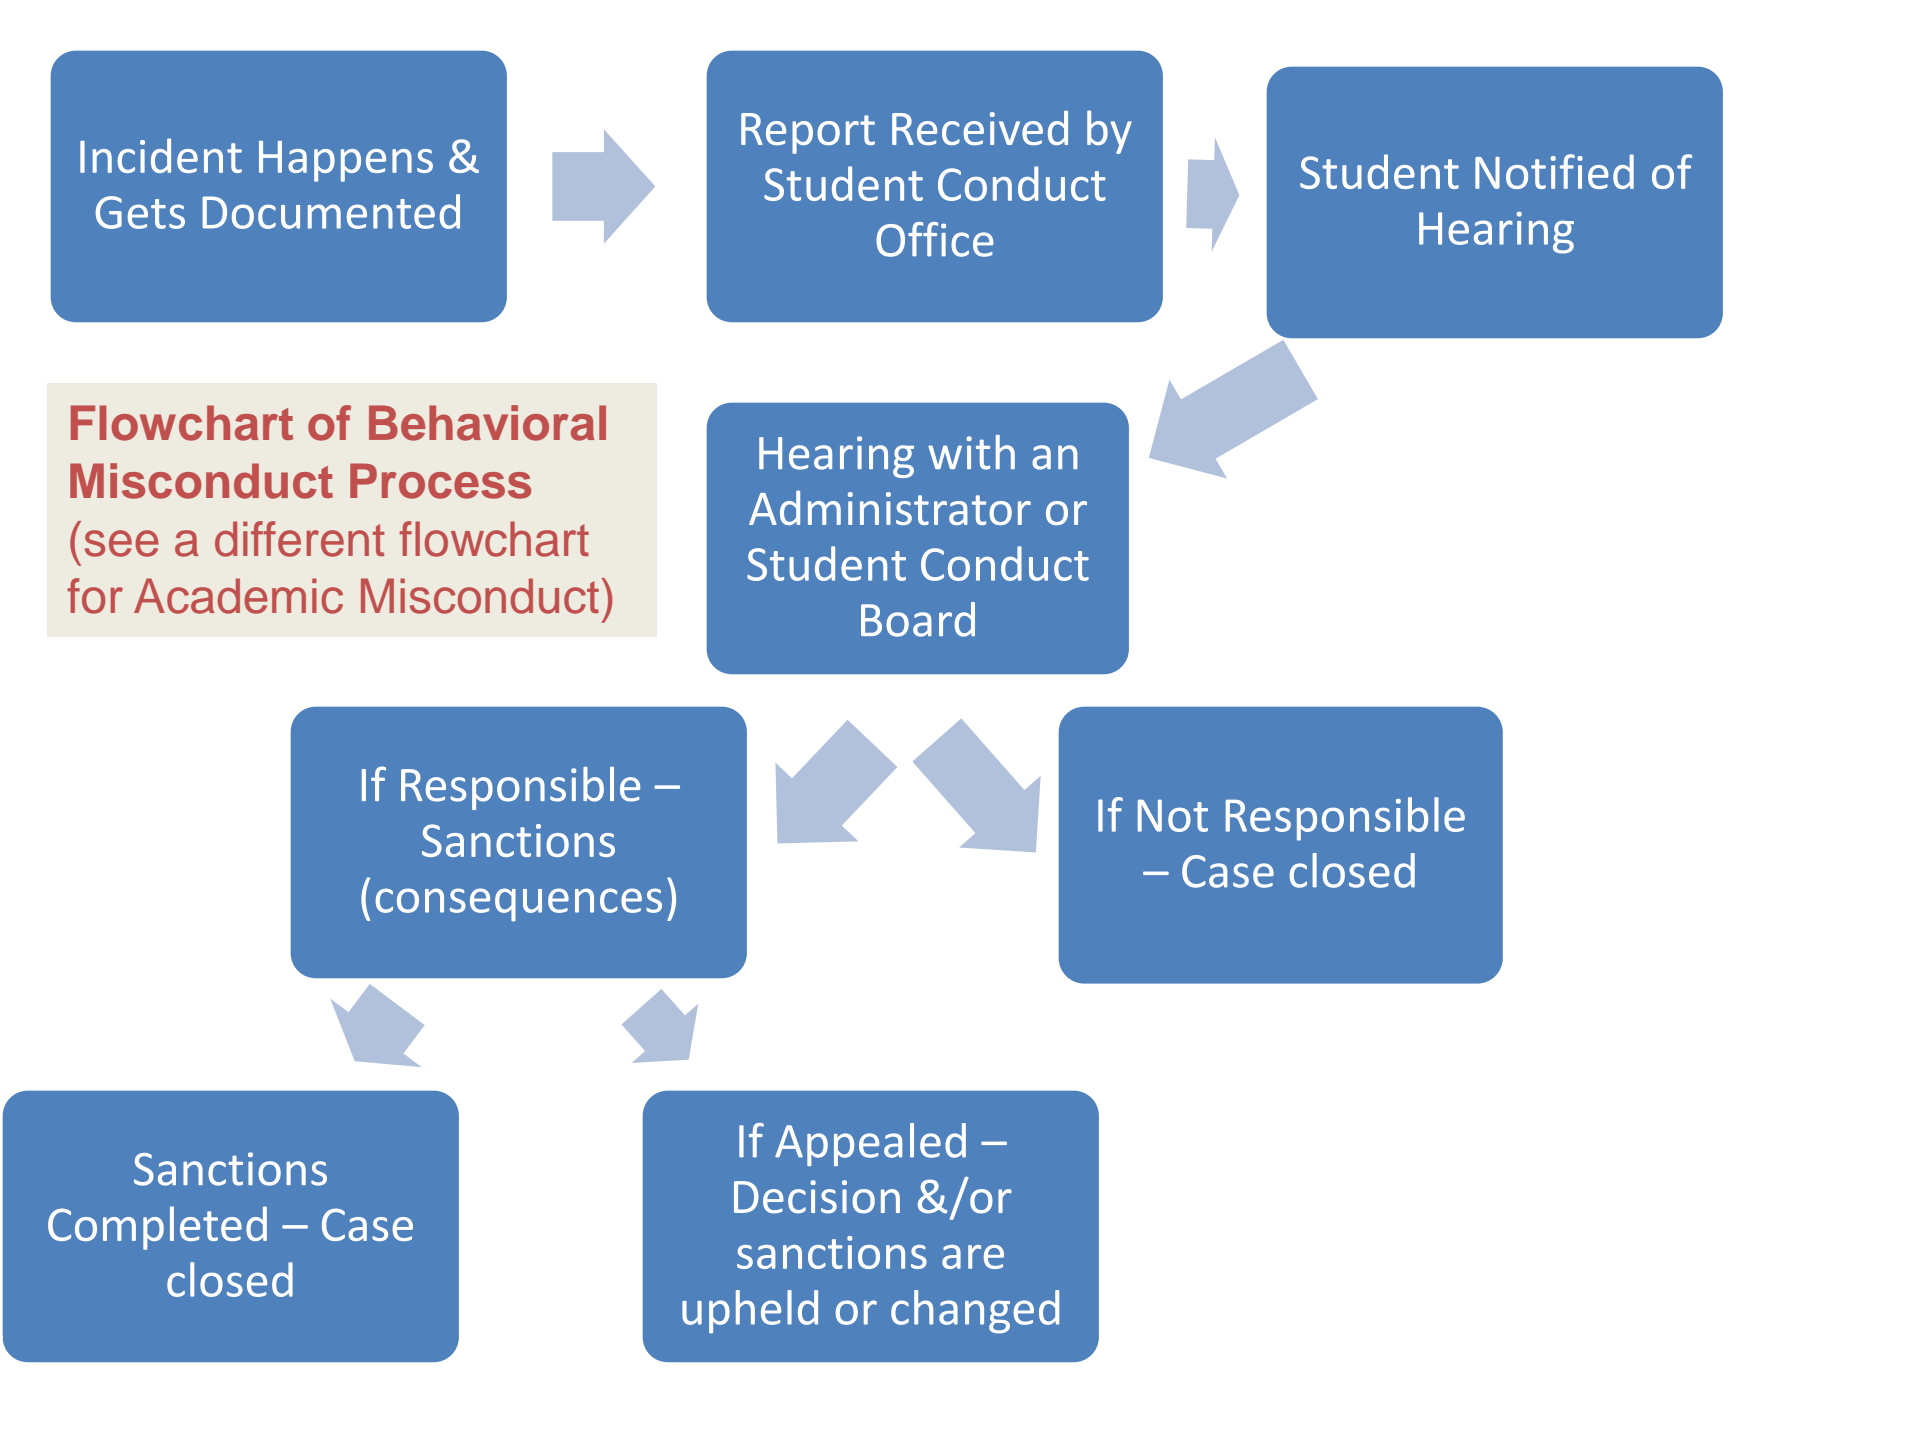 Incident Happens &
Gets Documented
Report Received by
Student Conduct
Office
Student Notified of
Hearing
Flowchart of Behavioral
Misconduct Process
(see a different flowchart
for Academic Misconduct)
Hearing with an
Administrator or
Student Conduct
Board
If Responsible –
Sanctions
(consequences)
If Not Responsible
– Case closed
Sanctions
Completed – Case
closed
If Appealed –
Decision &/or
sanctions are
upheld or changed